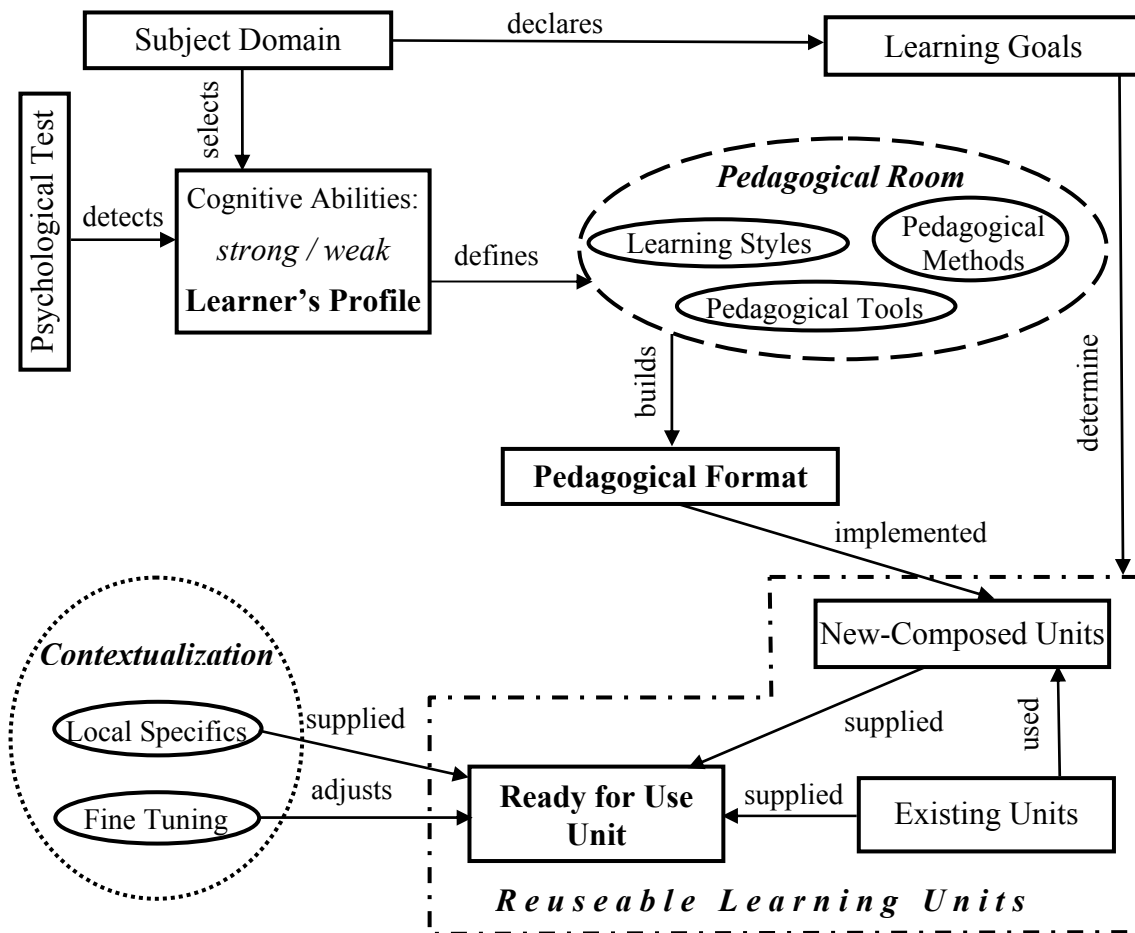 Subject Domain
declares
Learning Goals
selects
Psychological Test
detects
Cognitive Abilities:
strong / weak
Learner's Profile
defines
Pedagogical Room
Learning Styles
Pedagogical
Methods
Pedagogical Tools
builds
determine
Pedagogical Format
implemented
New-Composed Units
Contextualization
Local Specifics
supplied
supplied
used
Fine Tuning
adjusts
Ready for Use
Unit
supplied
Existing Units
Reuseable Learning Units